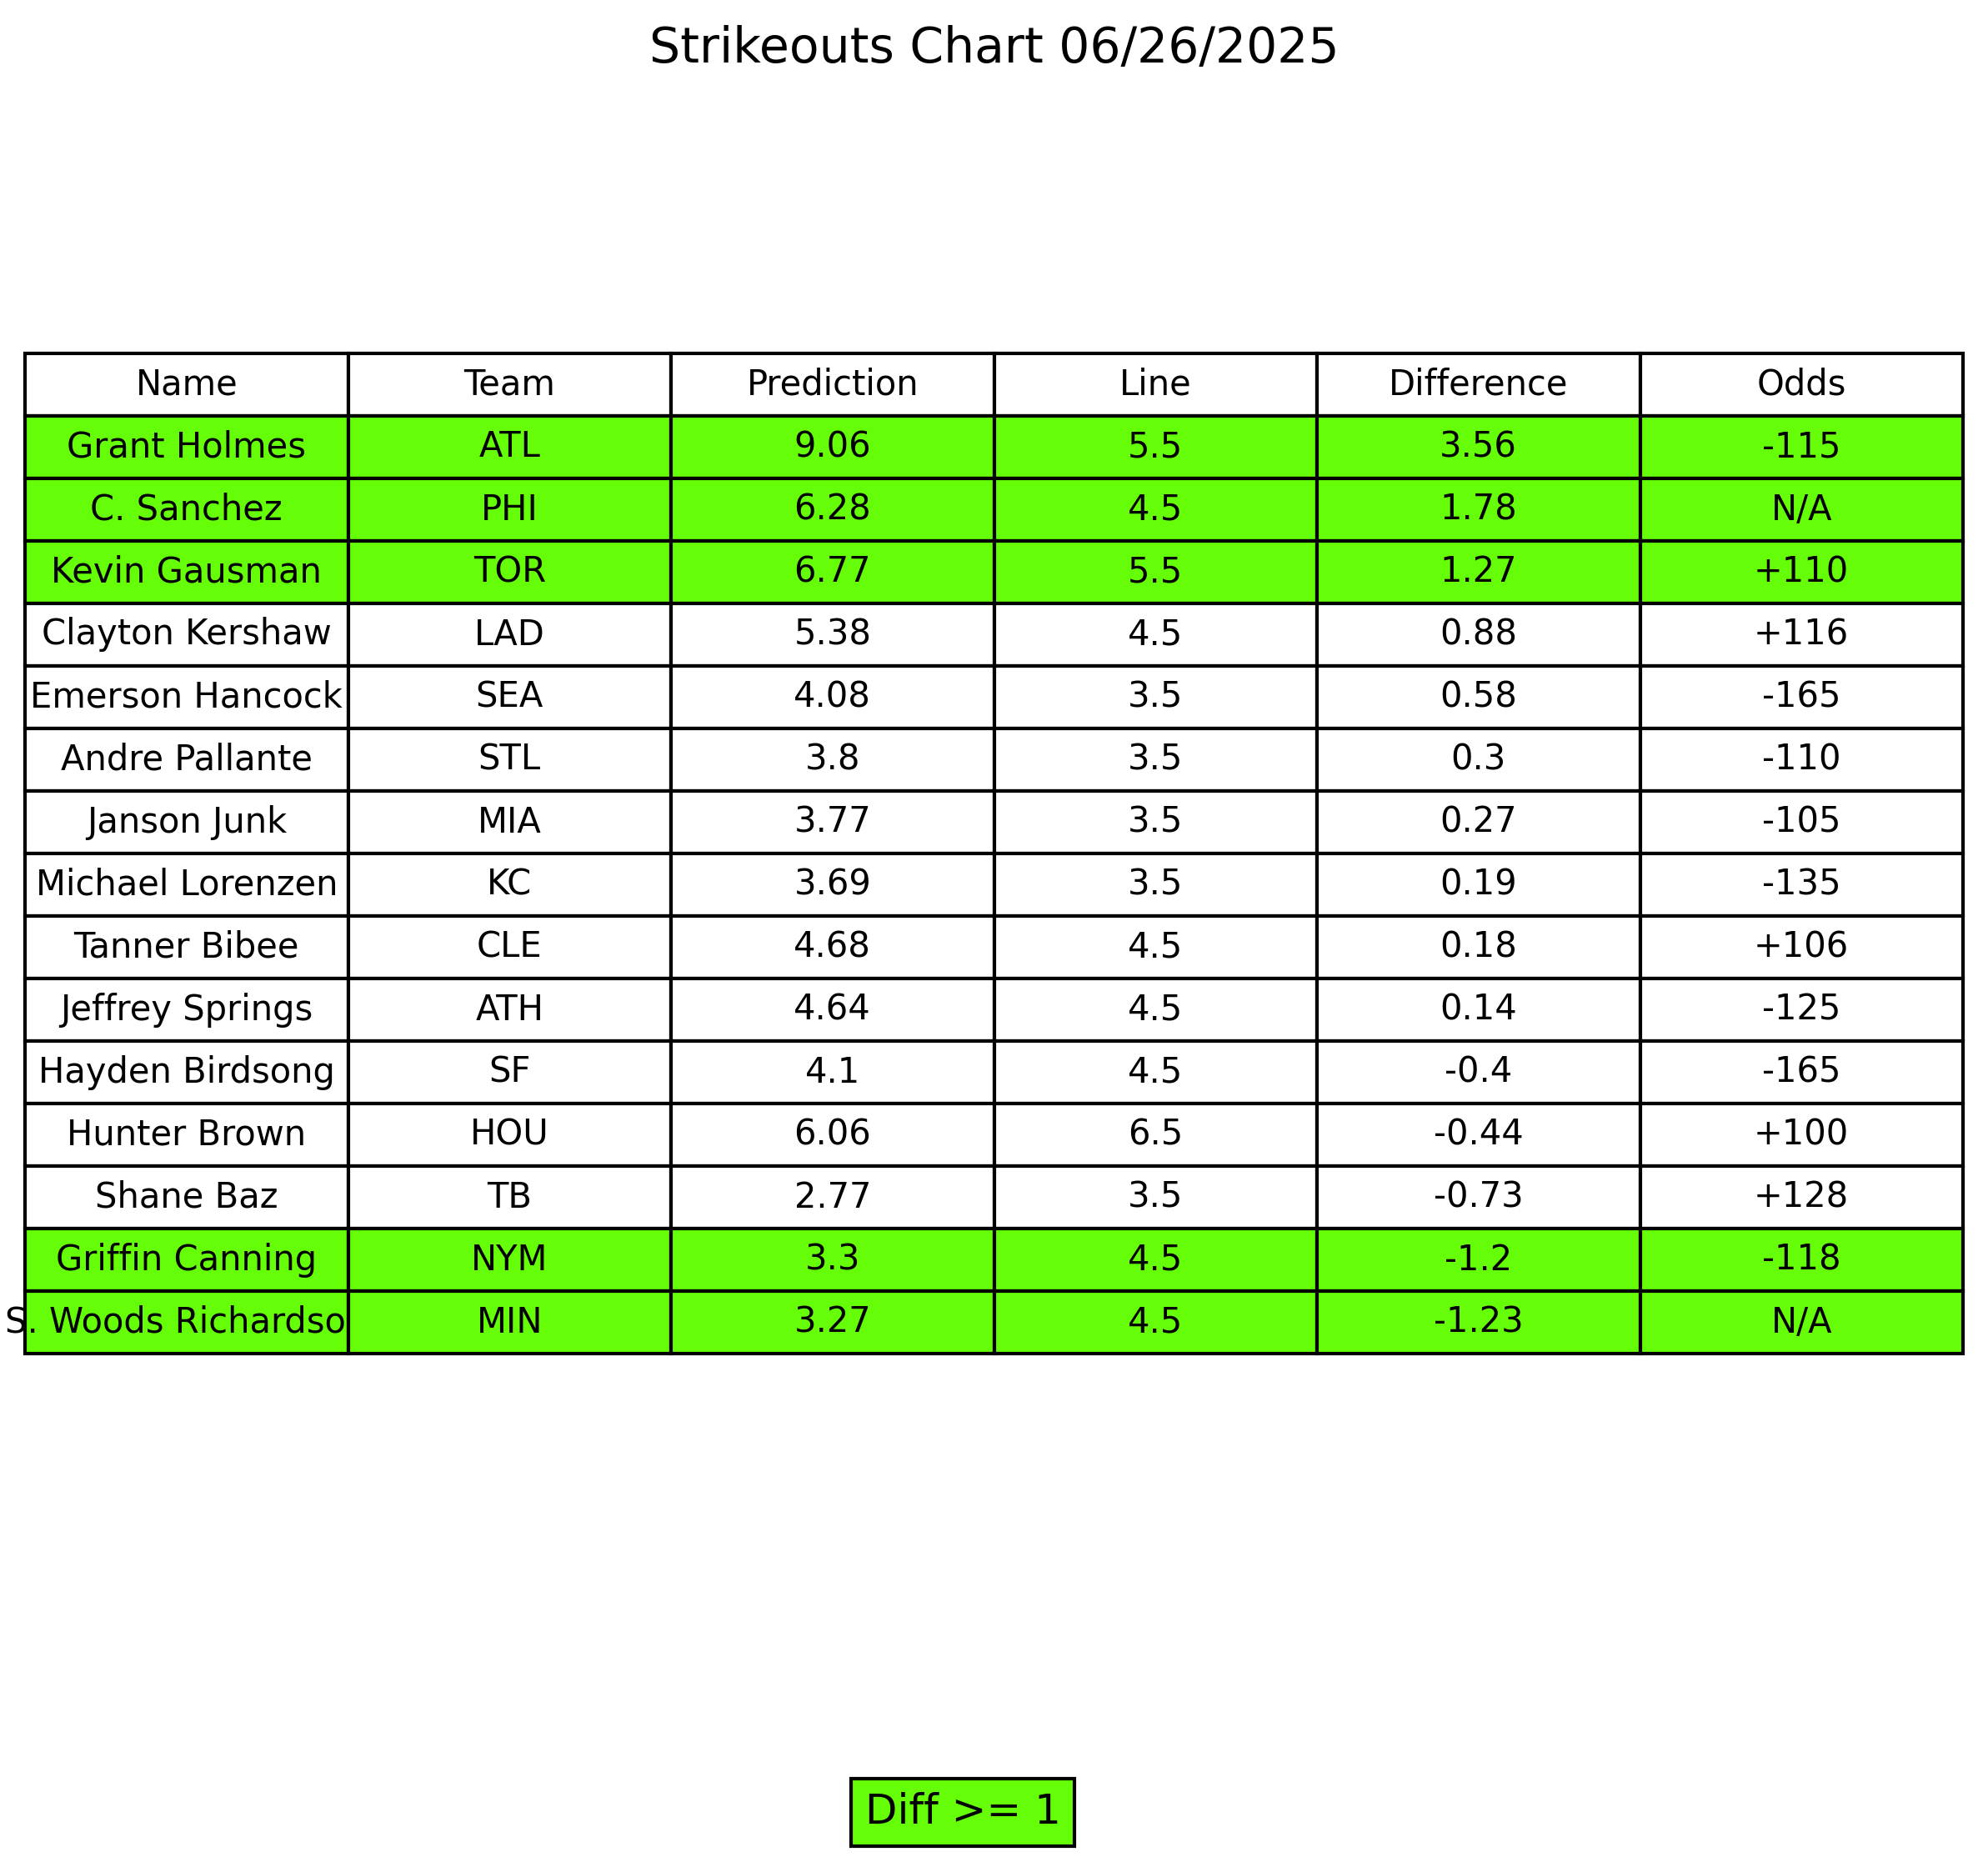 Strikeouts Chart 06/26/2025
Name Team Prediction Line Difference Odds
Grant Holmes ATL 9.06 5.5 3.56 -115
C. Sanchez PHI 6.28 4.5 1.78 N/A
Kevin Gausman TOR 6.77 5.5 1.27 +110
Clayton Kershaw LAD 5.38 4.5 0.88 +116
Emerson Hancock SEA 4.08 3.5 0.58 -165
Andre Pallante STL 3.8 3.5 0.3 -110
Janson Junk MIA 3.77 3.5 0.27 -105
Michael Lorenzen KC 3.69 3.5 0.19 -135
Tanner Bibee CLE 4.68 4.5 0.18 +106
Jeffrey Springs ATH 4.64 4.5 0.14 -125
Hayden Birdsong SF 4.1 4.5 -0.4 -165
Hunter Brown HOU 6.06 6.5 -0.44 +100
Shane Baz TB 2.77 3.5 -0.73 +128
Griffin Canning NYM 3.3 4.5 -1.2 -118
S. Woods Richardso MIN 3.27 4.5 -1.23 N/A
Diff >= 1